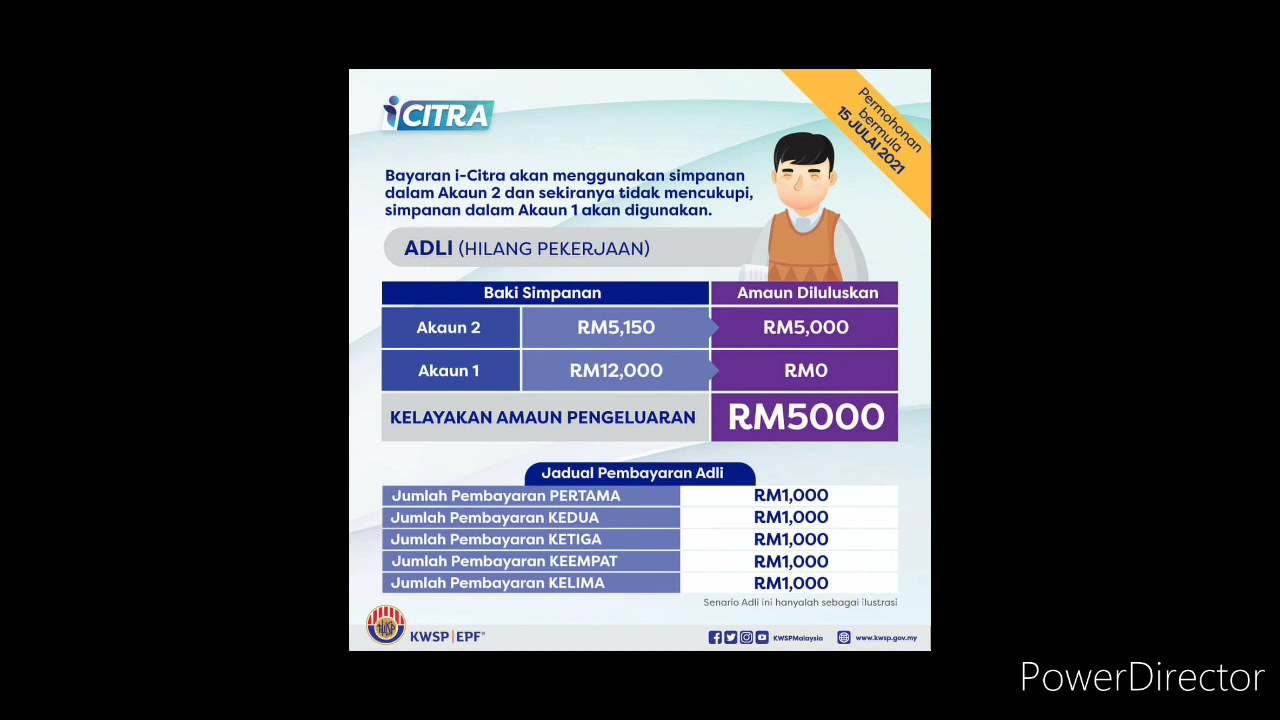 iCITRA
Permohonan
bermula
15 JULAI 2021
Bayaran i-Citra akan menggunakan simpanan
dalam Akaun 2 dan sekiranya tidak mencukupi,
simpanan dalam Akaun 1 akan digunakan.
ADLI (HILANG PEKERJAAN)
Baki Simpanan Amaun Diluluskan
Akaun 2 RM5,150 RM5,000
Akaun 1 RM12,000 RM0
KELAYAKAN AMAUN PENGELUARAN RM5000
Jadual Pembayaran Adli
Jumlah Pembayaran PERTAMA RM1,000
Jumlah Pembayaran KEDUA RM1,000
Jumlah Pembayaran KETIGA RM1,000
Jumlah Pembayaran KEEMPAT RM1,000
Jumlah Pembayaran KELIMA RM1,000
Senario Adli ini hanyalah sebagai ilustrasi
KWSP KWSP | EPF® KWSPMalaysia www.kwsp.gov.my
PowerDirector